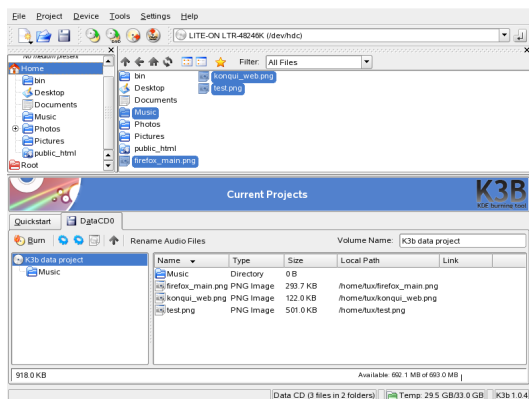 File Project Device Tools Settings Help
LITE-ON LTR-48246K (/dev/hdc)
No medium present
Home
bin
Desktop
Documents
Music
Photos
Pictures
public_html
Root
Filter: All Files
bin
Desktop
Documents
Music
Photos
Pictures
public_html
firefox_main.png
konqui_web.png
test.png
Current Projects
K3B
KDE burning tool
Quickstart DataCD0
Burn Rename Audio Files Volume Name: K3b data project
K3b data project
Music
Name Type Size Local Path Link
Music Directory 0 B
firefox_main.png PNG Image 293.7 KB /home/tux/firefox_main.png
konqui_web.png PNG Image 122.0 KB /home/tux/konqui_web.png
test.png PNG Image 501.0 KB /home/tux/test.png
918.0 KB Available: 692.1 MB of 693.0 MB
Data CD (3 files in 2 folders) Temp: 29.5 GB/33.0 GB K3b 1.0.4